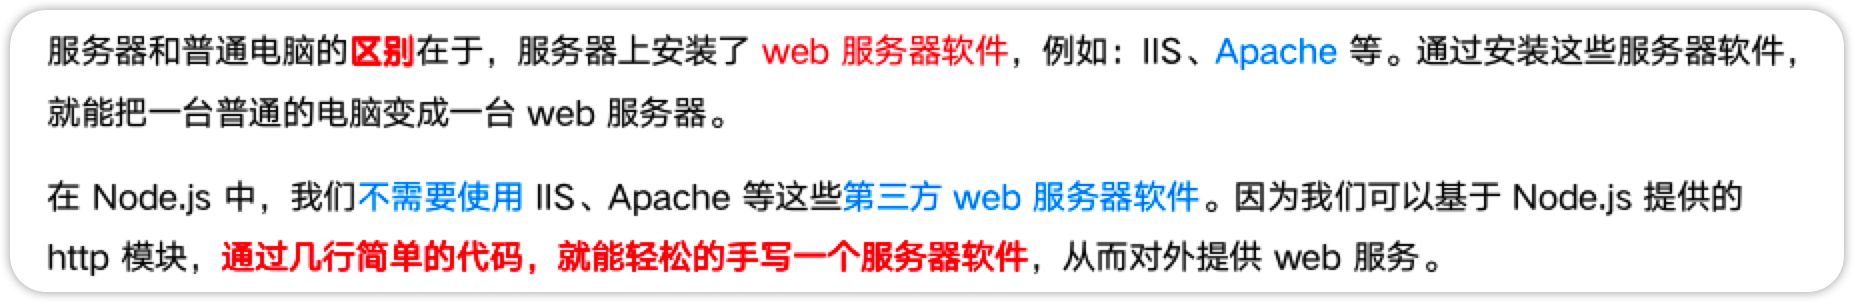 服务器和普通电脑的区别在于，服务器上安装了 web 服务器软件，例如：IIS、Apache 等。通过安装这些服务器软件，
就能把一台普通的电脑变成一台 web 服务器。
在 Node.js 中，我们不需要使用 IIS、Apache 等这些第三方 web 服务器软件。因为我们可以基于 Node.js 提供的
http 模块，通过几行简单的代码，就能轻松的手写一个服务器软件，从而对外提供 web 服务。